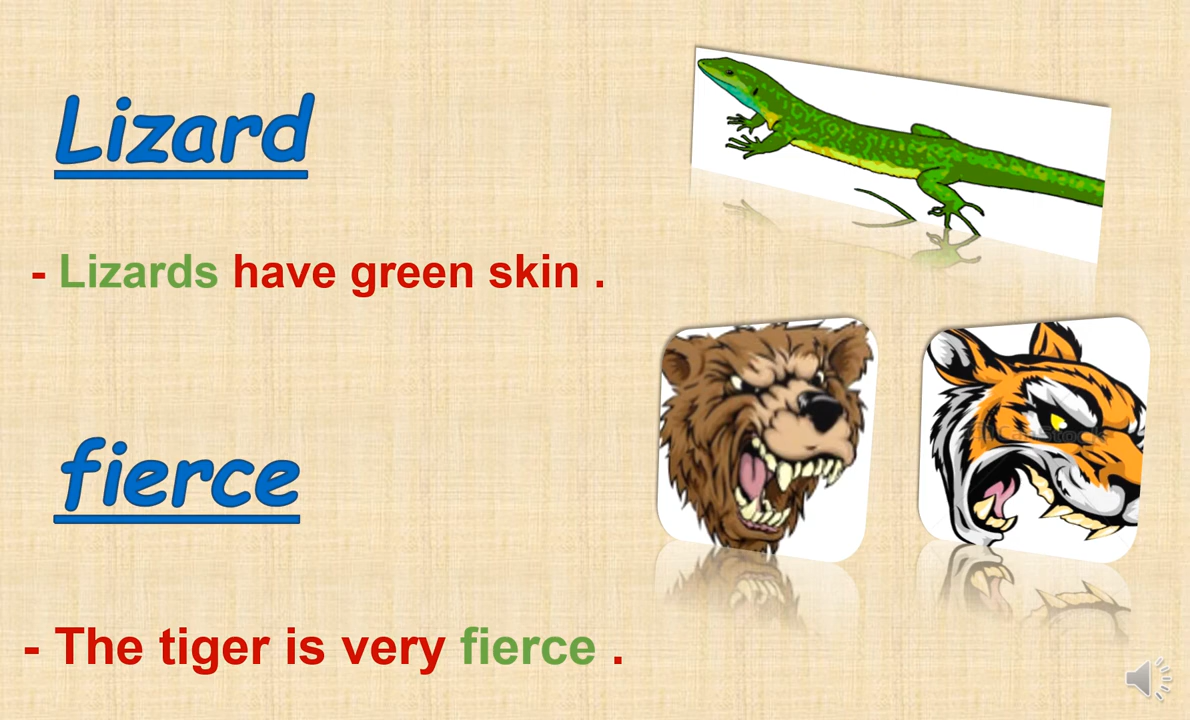 Lizard
- Lizards have green skin .
fierce
- The tiger is very fierce .